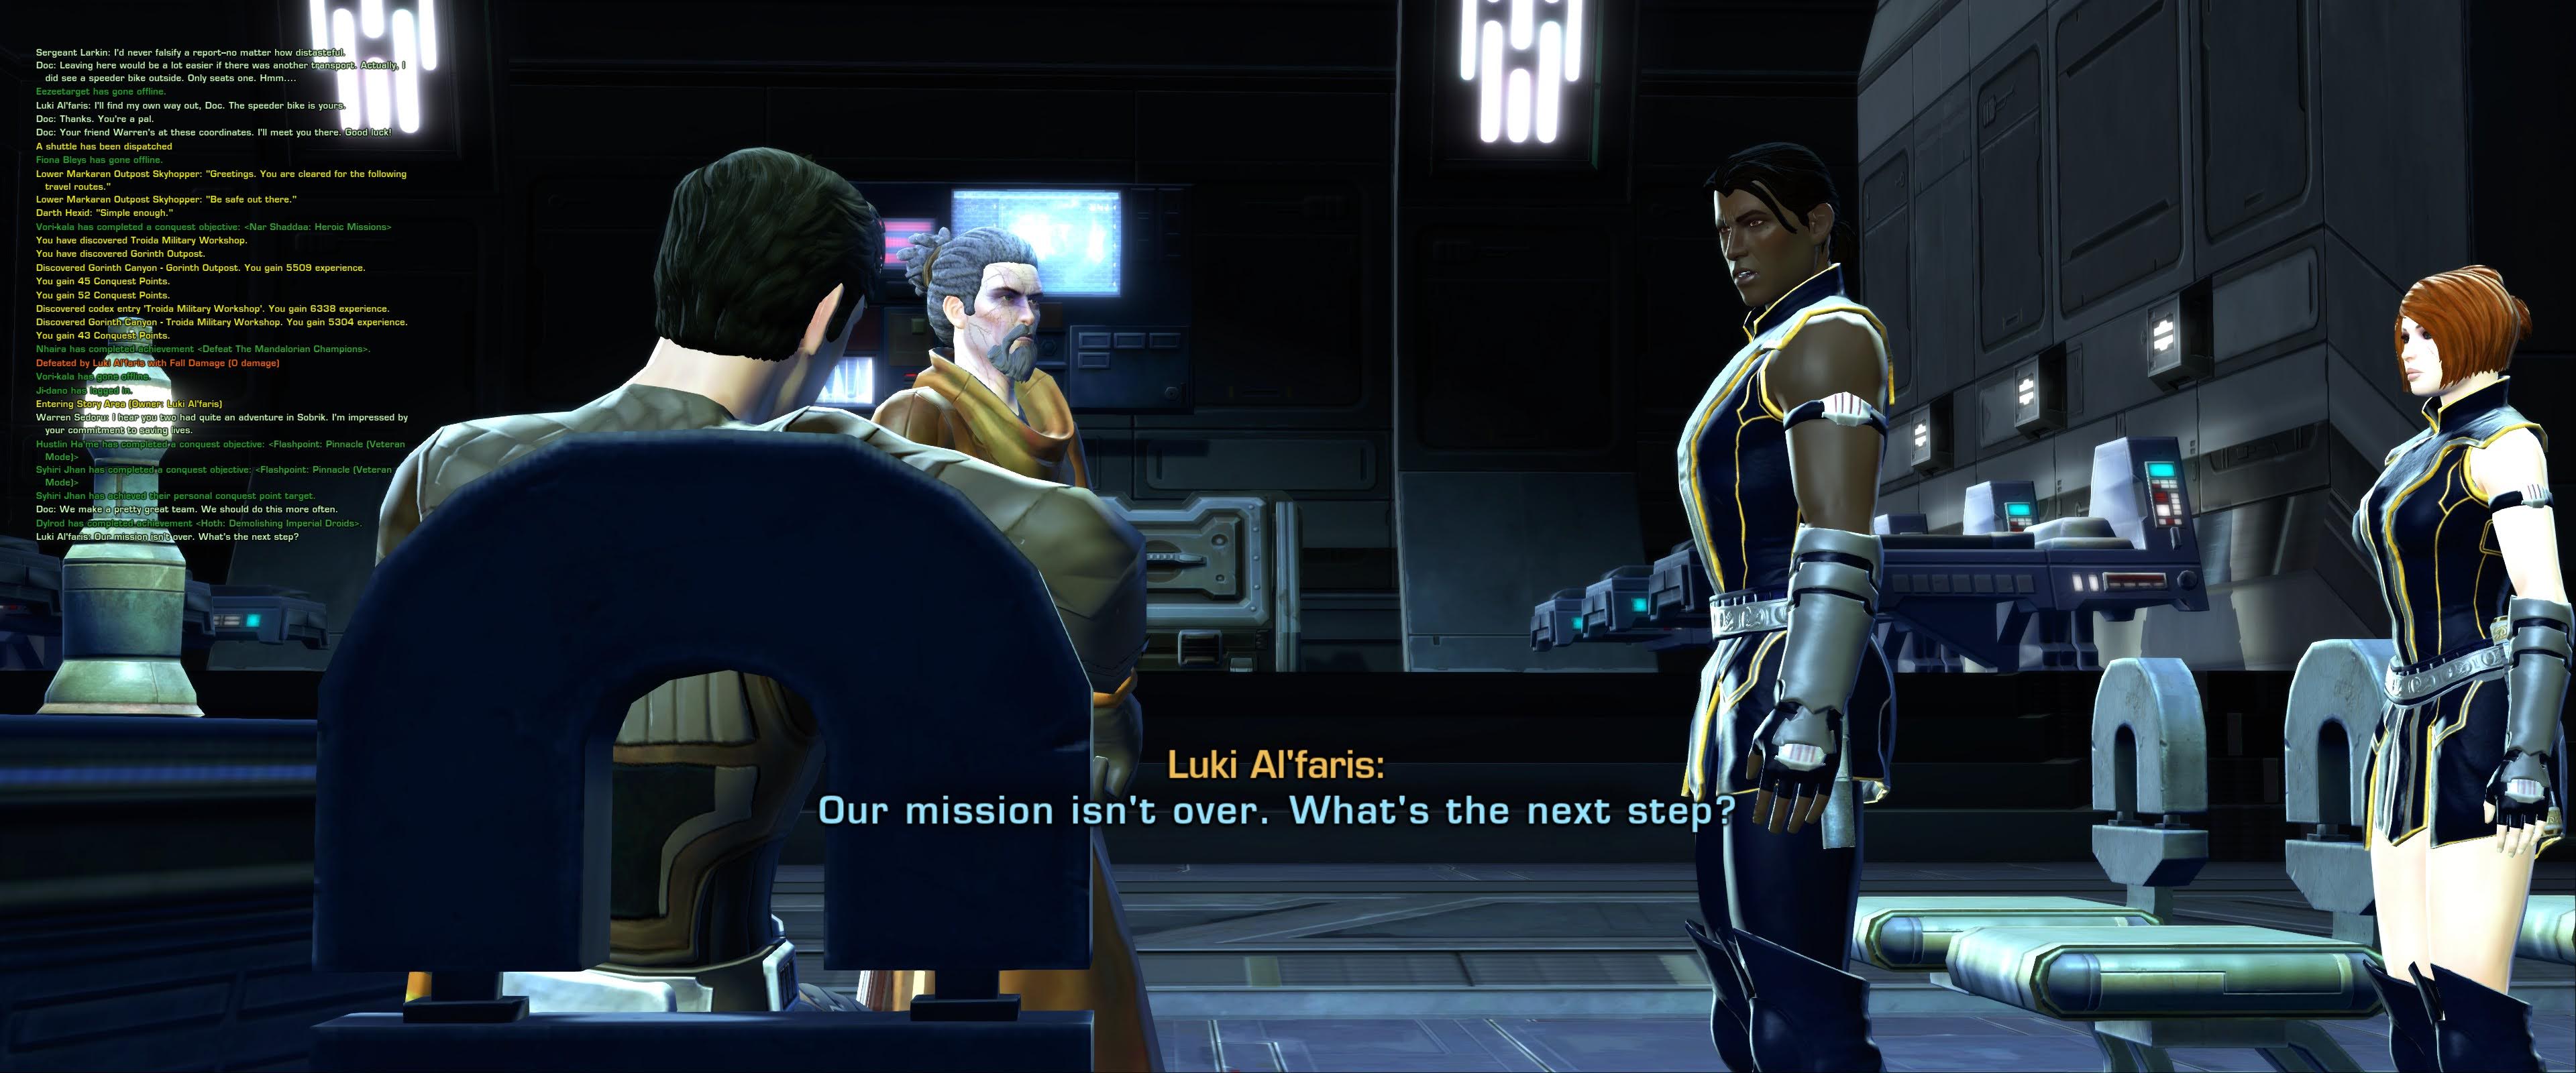 Sergeant Larkin: I'd never falsify a report--no matter how distasteful.
Doc: Leaving here would be a lot easier if there was another transport. Actually, I
did see a speeder bike outside. Only seats one. Hmm....
Eezeetarget has gone offline.
Luki Al'faris: I'll find my own way out, Doc. The speeder bike is yours.
Doc: Thanks. You're a pal.
Doc: Your friend Warren's at these coordinates. I'll meet you there. Good luck!
A shuttle has been dispatched
Fiona Bleys has gone offline.
Lower Markaran Outpost Skyhopper: "Greetings. You are cleared for the following
travel routes."
Lower Markaran Outpost Skyhopper: "Be safe out there."
Darth Hexid: "Simple enough."
Vori-kala has completed a conquest objective: <Nar Shaddaa: Heroic Missions>
You have discovered Troida Military Workshop.
You have discovered Gorinth Outpost.
Discovered Gorinth Canyon - Gorinth Outpost. You gain 5509 experience.
You gain 45 Conquest Points.
You gain 52 Conquest Points.
Discovered codex entry 'Troida Military Workshop'. You gain 6338 experience.
Discovered Gorinth Canyon - Troida Military Workshop. You gain 5304 experience.
You gain 43 Conquest Points.
Nhaira has completed achievement <Defeat The Mandalorian Champions>.
Defeated by Luki Al'faris with Fall Damage (0 damage)
Vori-kala has gone offline.
Ji-dano has logged in.
Entering Story Area (Owner: Luki Al'faris)
Warren Sedoru: I hear you two had quite an adventure in Sobrik. I'm impressed by
your commitment to saving lives.
Hustlin Ha'me has completed a conquest objective: <Flashpoint: Pinnacle (Veteran
Mode)>
Syhiri Jhan has completed a conquest objective: <Flashpoint: Pinnacle (Veteran
Mode)>
Syhiri Jhan has achieved their personal conquest point target.
Doc: We make a pretty great team. We should do this more often.
Dylrod has completed achievement <Hoth: Demolishing Imperial Droids>.
Luki Al'faris: Our mission isn't over. What's the next step?
Luki Al'faris:
Our mission isn't over. What's the next step?